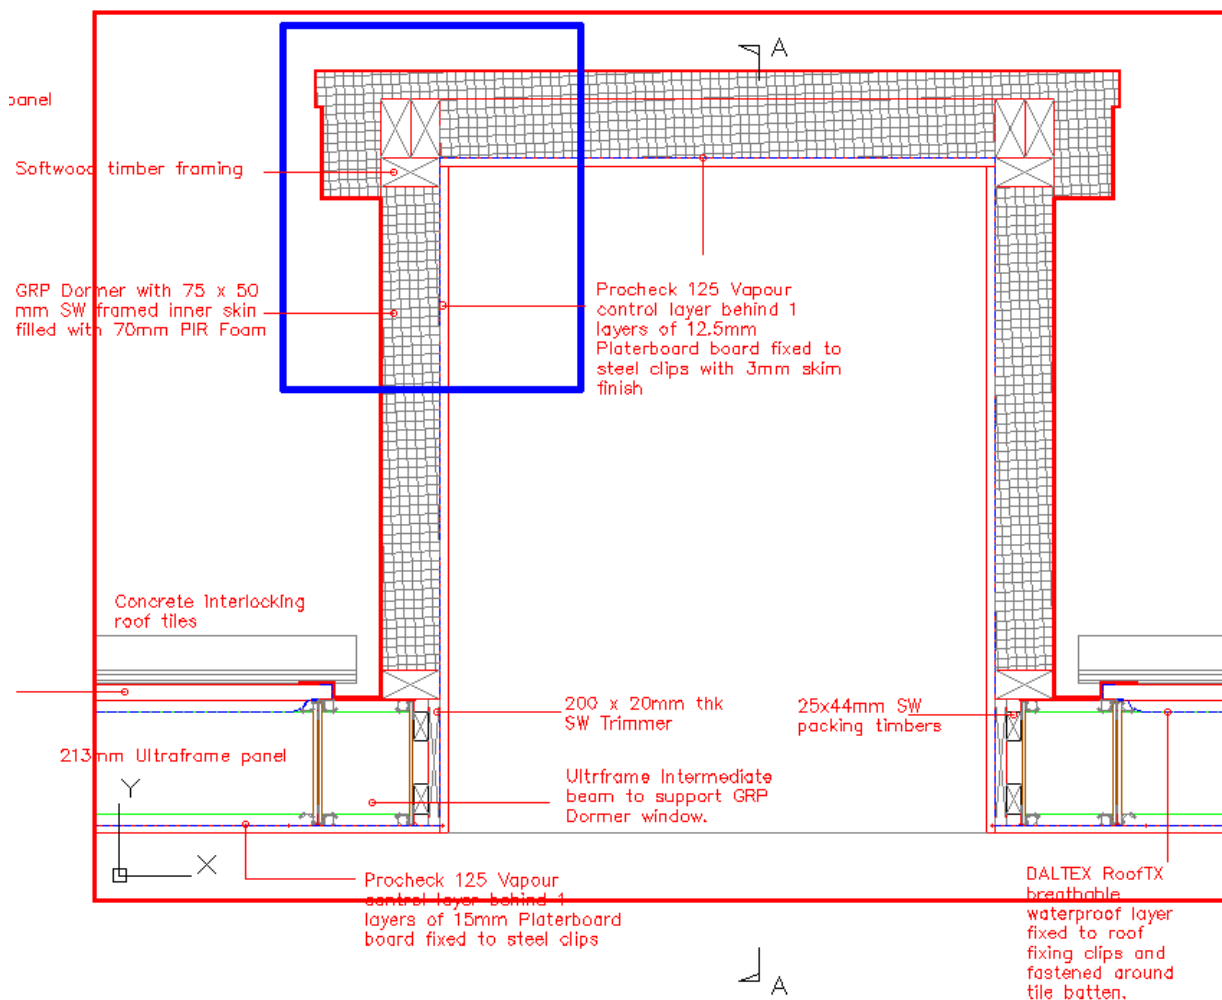 A
panel
Softwood timber framing
GRP Dormer with 75 x 50
mm SW framed inner skin
filled with 70mm PIR Foam
Procheck 125 Vapour
control layer behind 1
layers of 12.5mm
Platerboard board fixed to
steel clips with 3mm skim
finish
Concrete Interlocking
roof tiles
200 x 20mm thk
SW Trimmer
25x44mm SW
packing timbers
213mm Ultraframe panel
Ultrframe Intermediate
beam to support GRP
Dormer window.
Y
X
Procheck 125 Vapour
control layer behind 1
layers of 15mm Platerboard
board fixed to steel clips
DALTEX RoofTX
breathable
waterproof layer
fixed to roof
fixing clips and
fastened around
tile batten.
A